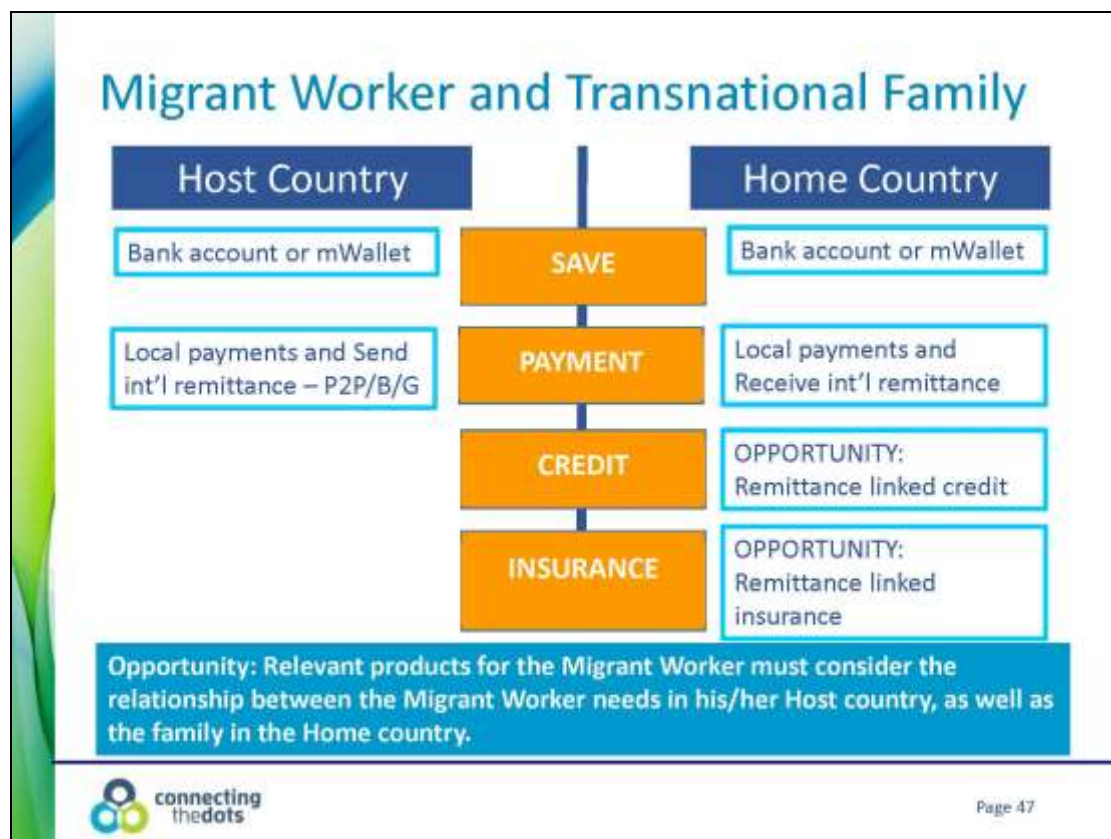 Migrant Worker and Transnational Family
Host Country
Home Country
Bank account or mWallet
SAVE
Bank account or mWallet
Local payments and Send
int'l remittance – P2P/B/G
PAYMENT
Local payments and
Receive int'l remittance
CREDIT
OPPORTUNITY:
Remittance linked credit
INSURANCE
OPPORTUNITY:
Remittance linked
insurance
Opportunity: Relevant products for the Migrant Worker must consider the
relationship between the Migrant Worker needs in his/her Host country, as well as
the family in the Home country.
connecting
thedots
Page 47